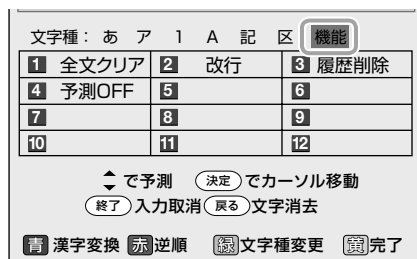 文字種： あ ア 1 A 記 区 機能
1 全文クリア 2 改行 3 履歴削除
4 予測OFF 5 6
7 8 9
10 11 12
で予測 決定 でカーソル移動
終了 入力取消 戻る 文字消去
青 漢字変換 赤 逆順 緑 文字種変更 黄 完了